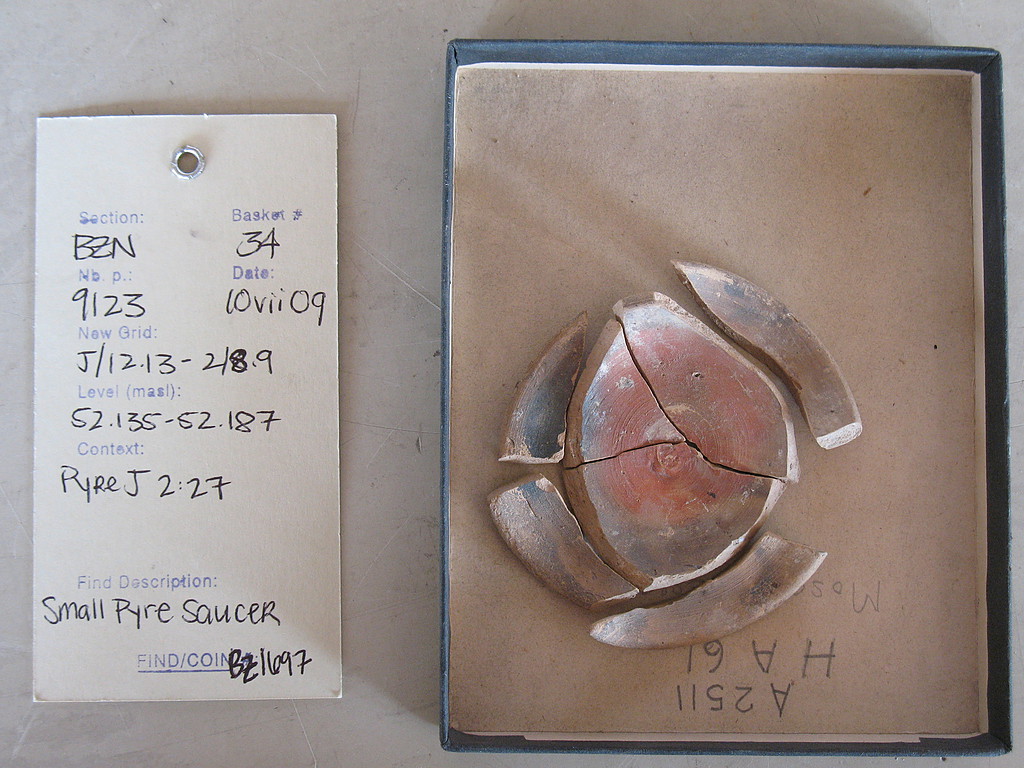 Section: Basket #
BZN 34
Nb. p.: Date:
9123 10vii09
New Grid:
J/12.13-2/8.9
Level (masl):
52.135-52.187
Context:
Pyre J 2:27
Find Description:
Small Pyre Saucer
FIND/COIN BZ1697
A 2511
H A 61